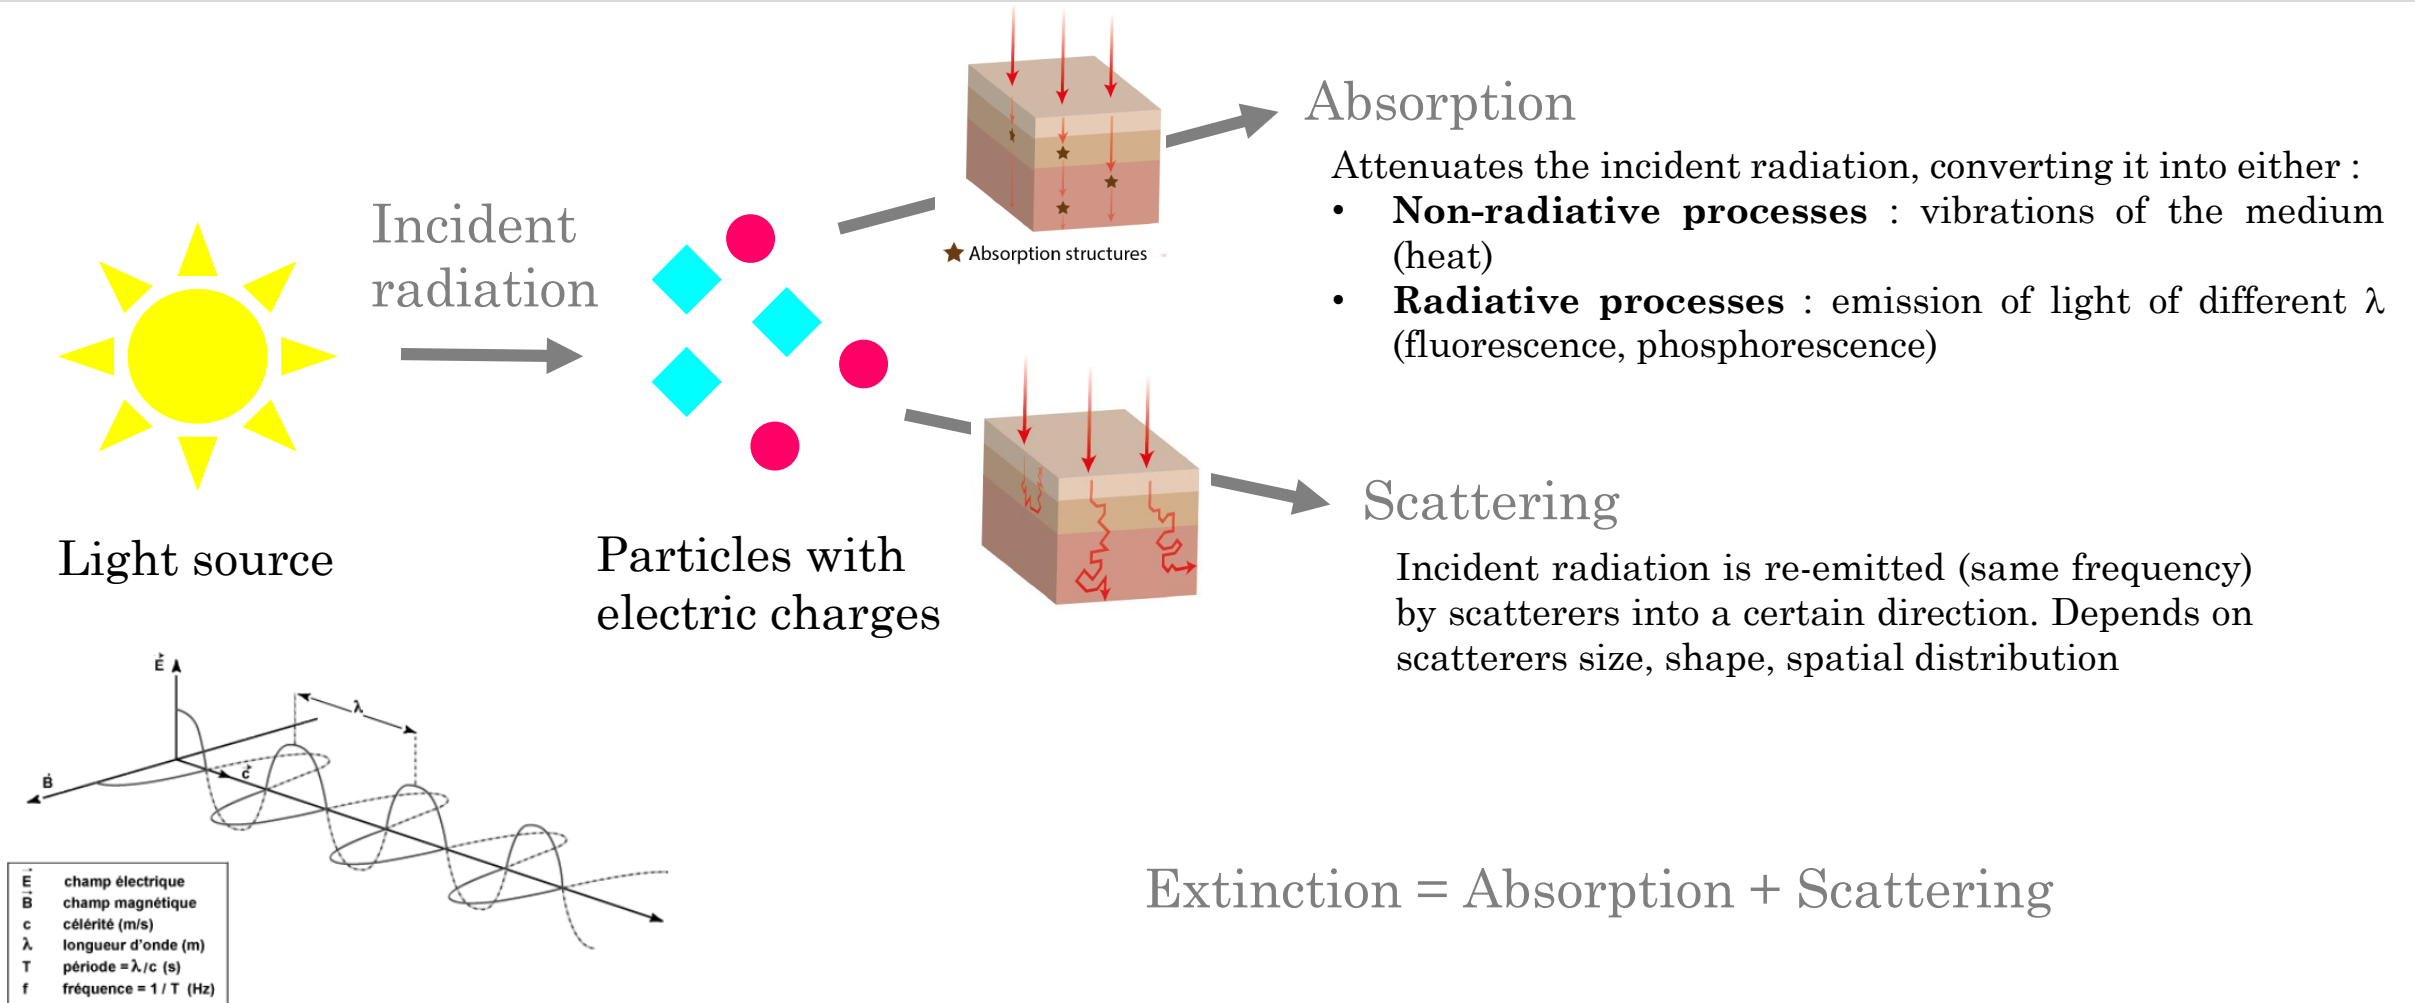 Absorption
Attenuates the incident radiation, converting it into either :
• Non-radiative processes : vibrations of the medium
(heat)
• Radiative processes : emission of light of different λ
(fluorescence, phosphorescence)
Incident
radiation
Absorption structures
Light source
Particles with
electric charges
Scattering
Incident radiation is re-emitted (same frequency)
by scatterers into a certain direction. Depends on
scatterers size, shape, spatial distribution
E
λ
c
B
E champ électrique
B champ magnétique
c célérité (m/s)
λ longueur d'onde (m)
T période = λ/c (s)
f fréquence = 1 / T (Hz)
Extinction = Absorption + Scattering